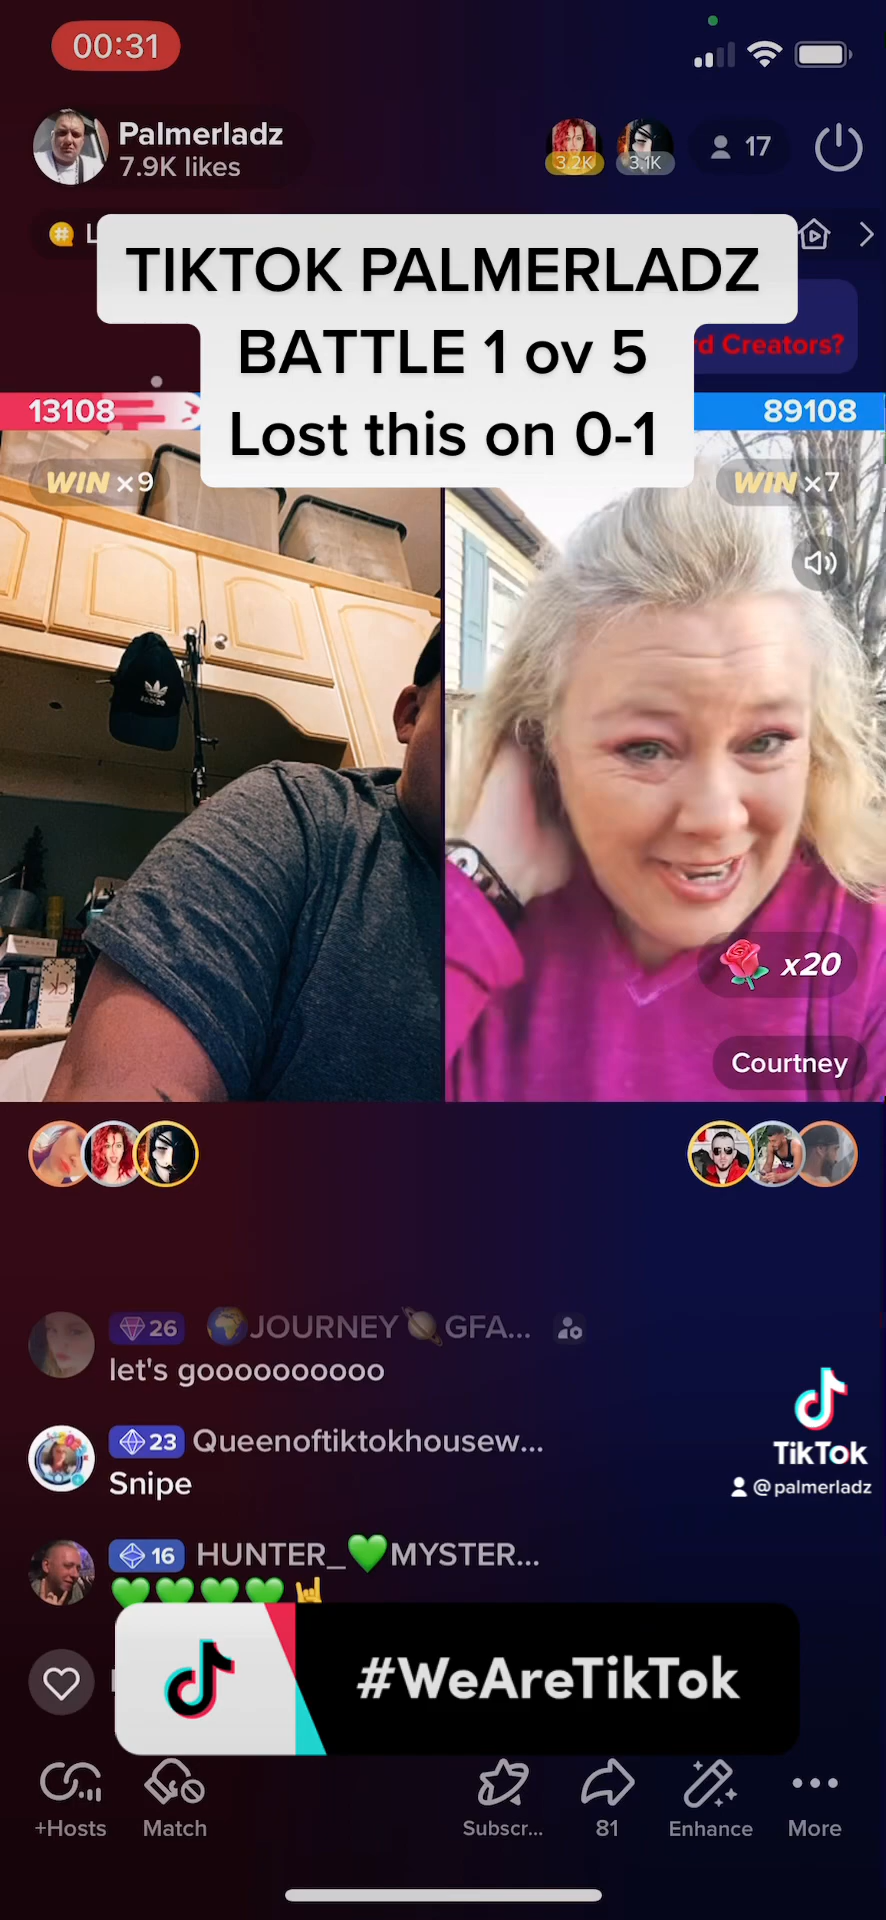 00:31
Palmerladz
7.9K likes
3.2K
3.1K
17
TIKTOK PALMERLADZ
BATTLE 1 ov 5
Lost this on 0-1
Creators?
13108
89108
WIN x9
WIN x7
x20
Courtney
26 🌍JOURNEY🪐GFA...
let's goooooooooo
23 Queenoftiktokhousew...
Snipe
TikTok
@palmerladz
16 HUNTER_💚MYSTER...
💚💚💚💚🤘
#WeAreTikTok
+Hosts
Match
Subscr...
81
Enhance
More